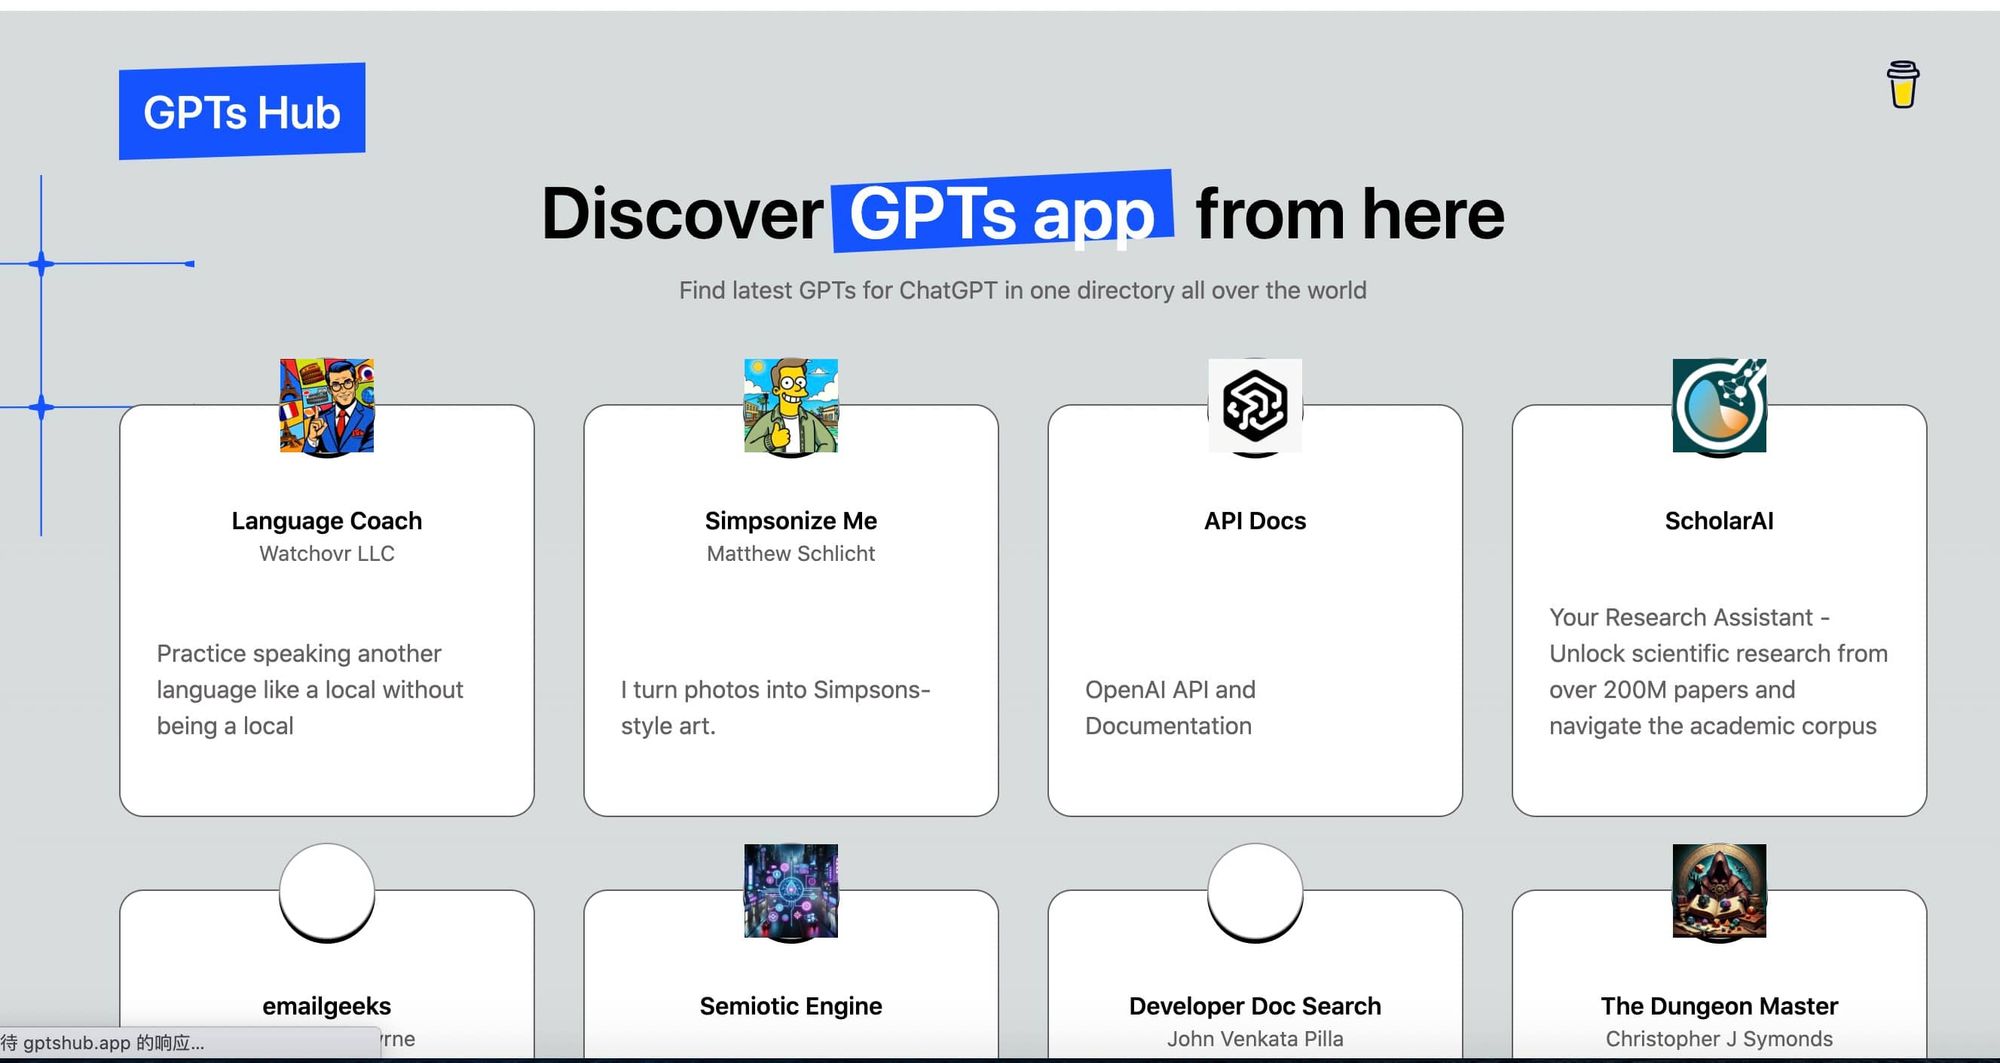 GPTs Hub
Discover GPTs app from here
Find latest GPTs for ChatGPT in one directory all over the world
Language Coach
Watchovr LLC
Practice speaking another
language like a local without
being a local
Simpsonize Me
Matthew Schlicht
I turn photos into Simpsons-
style art.
API Docs
OpenAI API and
Documentation
ScholarAI
Your Research Assistant -
Unlock scientific research from
over 200M papers and
navigate the academic corpus
emailgeeks
Semiotic Engine
Developer Doc Search
John Venkata Pilla
The Dungeon Master
Christopher J Symonds
待 gptshub.app 的响应...